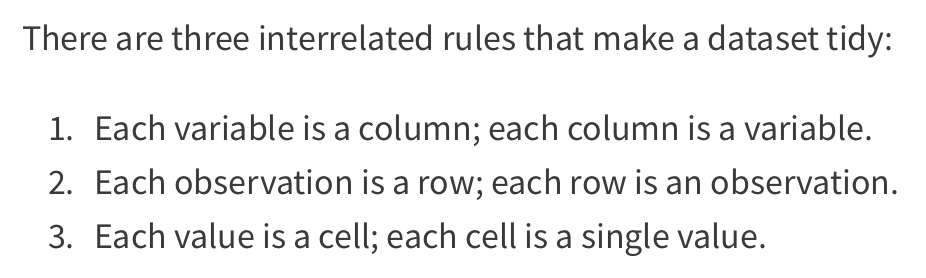 There are three interrelated rules that make a dataset tidy:
1. Each variable is a column; each column is a variable.
2. Each observation is a row; each row is an observation.
3. Each value is a cell; each cell is a single value.